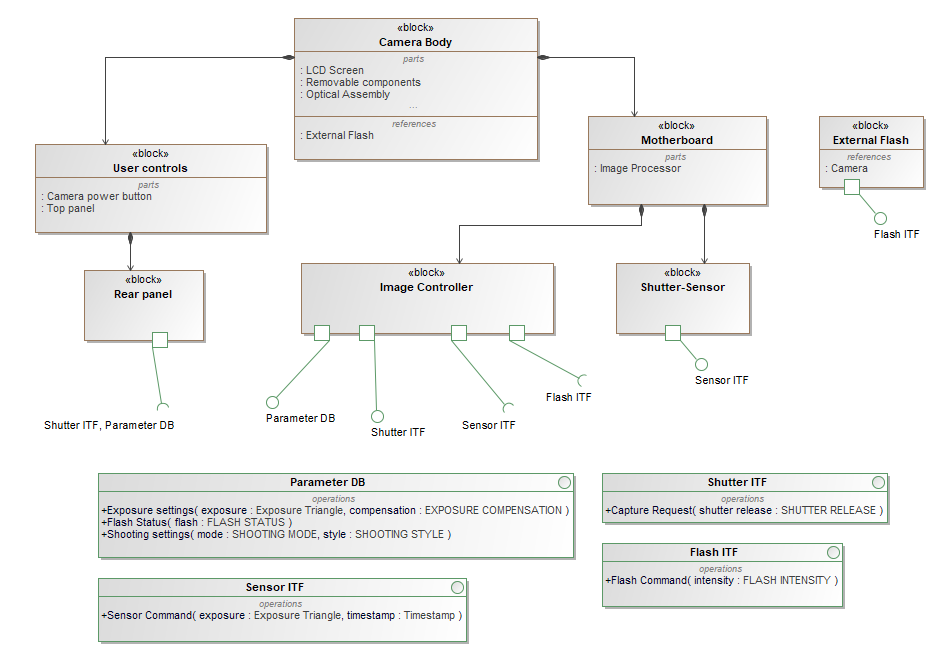 «block»
Camera Body
parts
: LCD Screen
: Removable components
: Optical Assembly
...
references
: External Flash
«block»
User controls
parts
: Camera power button
: Top panel
«block»
Motherboard
parts
: Image Processor
«block»
External Flash
references
: Camera
Flash ITF
«block»
Rear panel
Shutter ITF, Parameter DB
«block»
Image Controller
Parameter DB
Shutter ITF
Sensor ITF
Flash ITF
«block»
Shutter-Sensor
Sensor ITF
Parameter DB
operations
+Exposure settings( exposure : Exposure Triangle, compensation : EXPOSURE COMPENSATION )
+Flash Status( flash : FLASH STATUS )
+Shooting settings( mode : SHOOTING MODE, style : SHOOTING STYLE )
Shutter ITF
operations
+Capture Request( shutter release : SHUTTER RELEASE )
Flash ITF
operations
+Flash Command( intensity : FLASH INTENSITY )
Sensor ITF
operations
+Sensor Command( exposure : Exposure Triangle, timestamp : Timestamp )